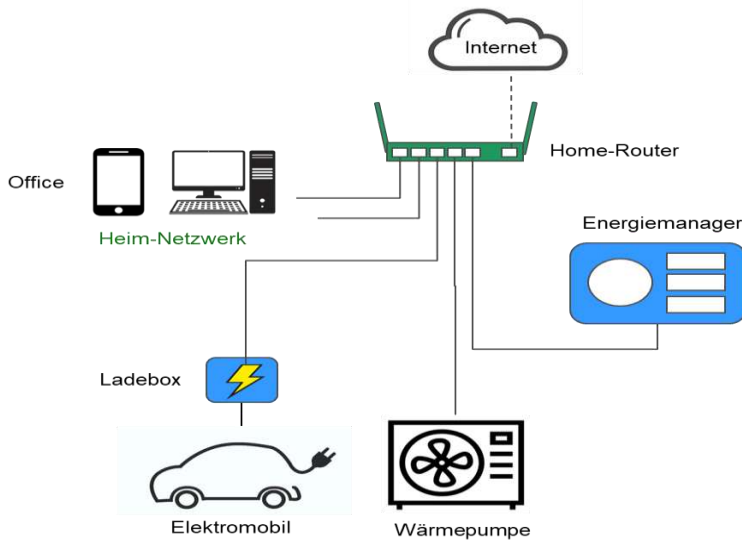 Internet
Home-Router
Office
Heim-Netzwerk
Energiemanager
Ladebox
Elektromobil
Wärmepumpe